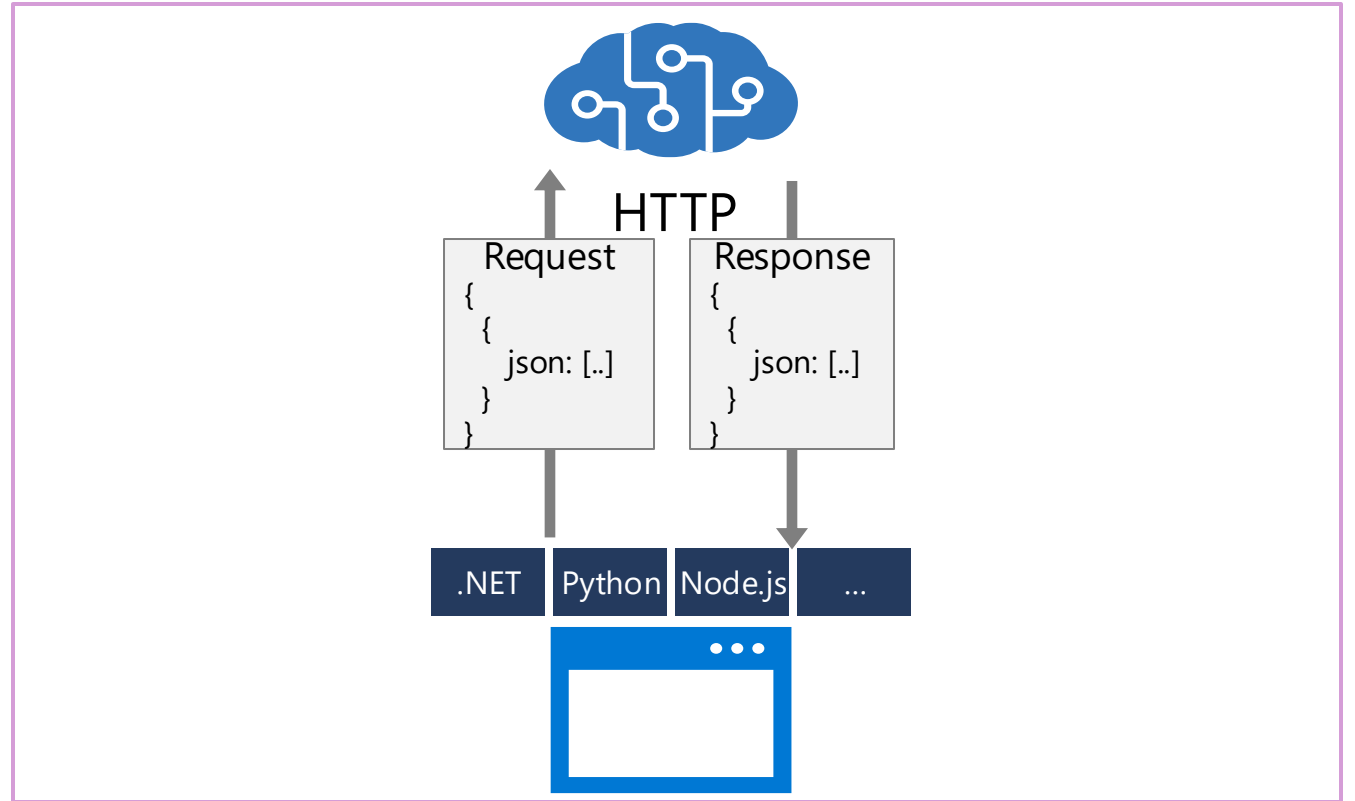 HTTP
Request
{
{
json: [..]
}
}
Response
{
{
json: [..]
}
}
.NET
Python
Node.js
...